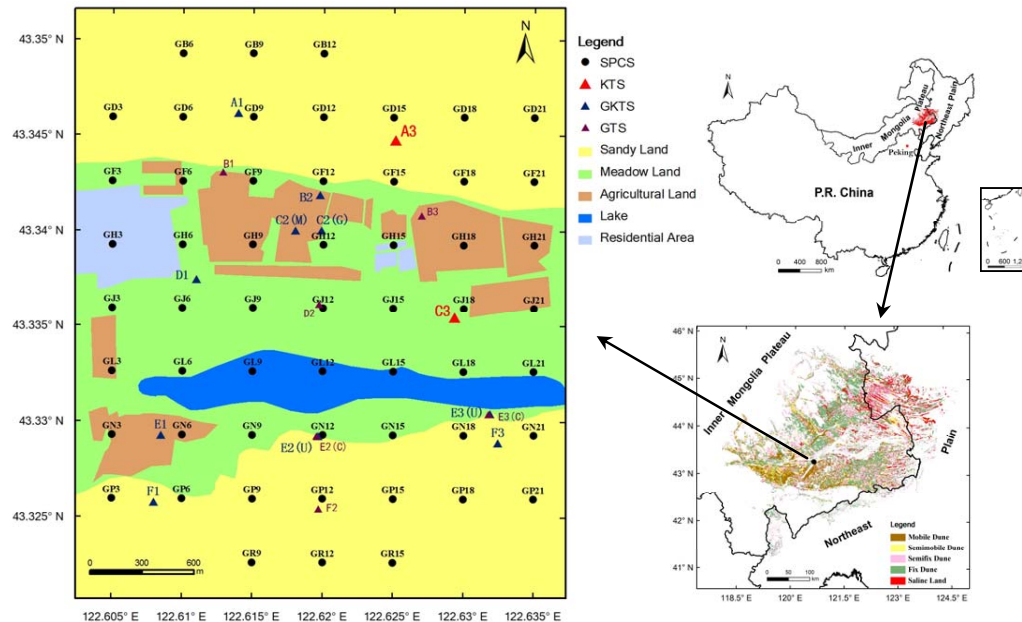 43.35° N
43.345° N
43.34° N
43.335° N
43.33° N
43.325° N
122.605° E
122.61° E
122.615° E
122.62° E
122.625° E
122.63° E
122.635° E
GB6 GB9 GB12
A1
GD3 GD6 GD9 GD12 GD15 GD18 GD21
A3
B1
GF3 GF6 GF9 GF12 GF15 GF18 GF21
B2
B3
C2 (M) C2 (G)
GH3 GH6 GH9 GH12 GH15 GH18 GH21
D1
GJ3 GJ6 GJ9 GJ12 GJ15 GJ18 GJ21
D2
C3
GL3 GL6 GL9 GL12 GL15 GL18 GL21
E3 (U) E3 (C)
E1
GN3 GN6 GN9 GN12 GN15 GN18 GN21
E2 (U) E2 (C)
F3
F1
GP3 GP6 GP9 GP12 GP15 GP18 GP21
F2
GR9 GR12 GR15
0 300 600
m
N
Legend
SPCS
KTS
GKTS
GTS
Sandy Land
Meadow Land
Agricultural Land
Lake
Residential Area
N
Inner Mongolia Plateau
Northeast Plain
Peking
P.R. China
0 400 800
km
0 600 1,2
46° N
45° N
44° N
43° N
42° N
41° N
N
Inner Mongolia Plateau
Plain
Northeast
Legend
Mobile Dune
Semimobile Dune
Semifix Dune
Fix Dune
Saline Land
0 50 100
km
118.5° E
120° E
121.5° E
123° E
124.5° E